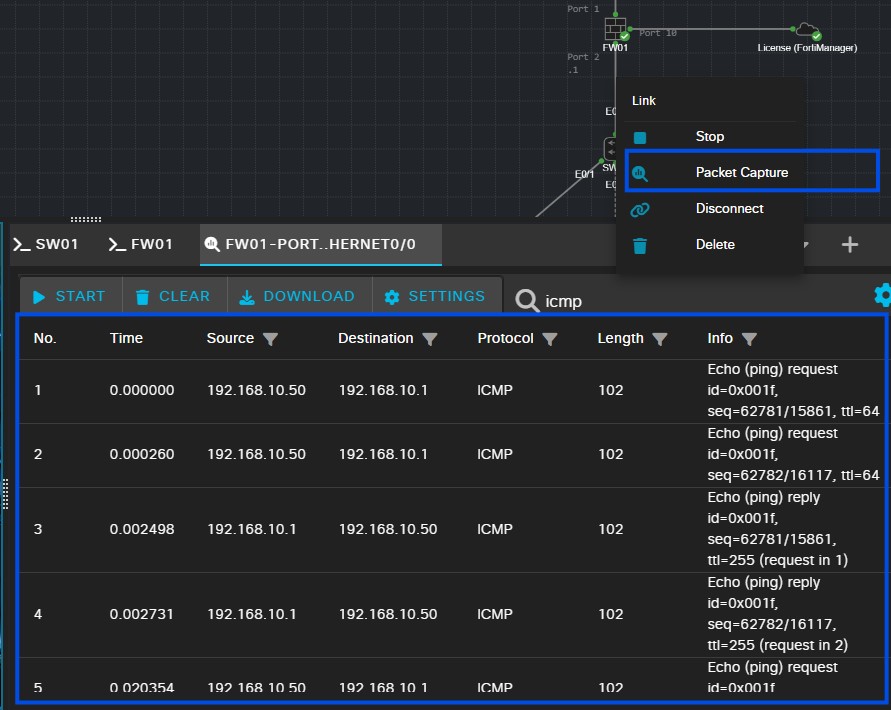 Port 1
Port 10
FW01
License (FortiManager)
Port 2
.1
Link
E0
Stop
SW
E0/1
Packet Capture
E0
Disconnect
Delete
SW01
FW01
FW01-PORT..HERNET0/0
START
CLEAR
DOWNLOAD
SETTINGS
icmp
No. Time Source Destination Protocol Length Info
1 0.000000 192.168.10.50 192.168.10.1 ICMP 102 Echo (ping) request
id=0x001f,
seq=62781/15861, ttl=64
2 0.000260 192.168.10.50 192.168.10.1 ICMP 102 Echo (ping) request
id=0x001f,
seq=62782/16117, ttl=64
3 0.002498 192.168.10.1 192.168.10.50 ICMP 102 Echo (ping) reply
id=0x001f,
seq=62781/15861,
ttl=255 (request in 1)
4 0.002731 192.168.10.1 192.168.10.50 ICMP 102 Echo (ping) reply
id=0x001f,
seq=62782/16117,
ttl=255 (request in 2)
5 0.020354 192.168.10.50 192.168.10.1 ICMP 102 Echo (ping) request
id=0x001f